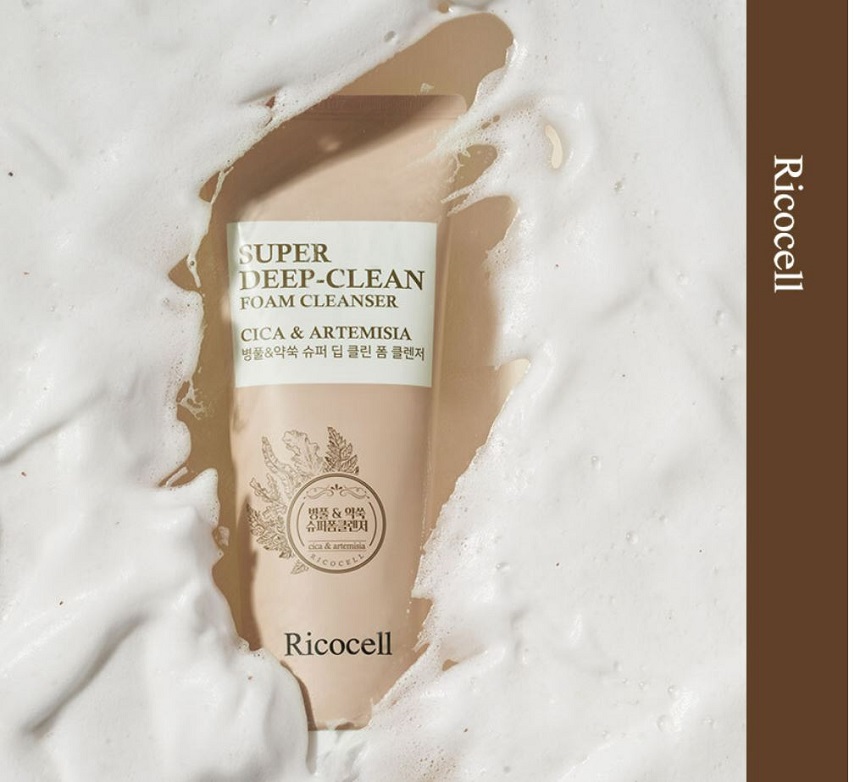 SUPER
DEEP-CLEAN
FOAM CLEANSER
CICA & ARTEMISIA
병풀&약쑥 슈퍼 딥 클린 폼 클렌저
병풀 & 약쑥
슈퍼폼클렌저
cica & artemisia
RICOCELL
Ricocell
Ricocell